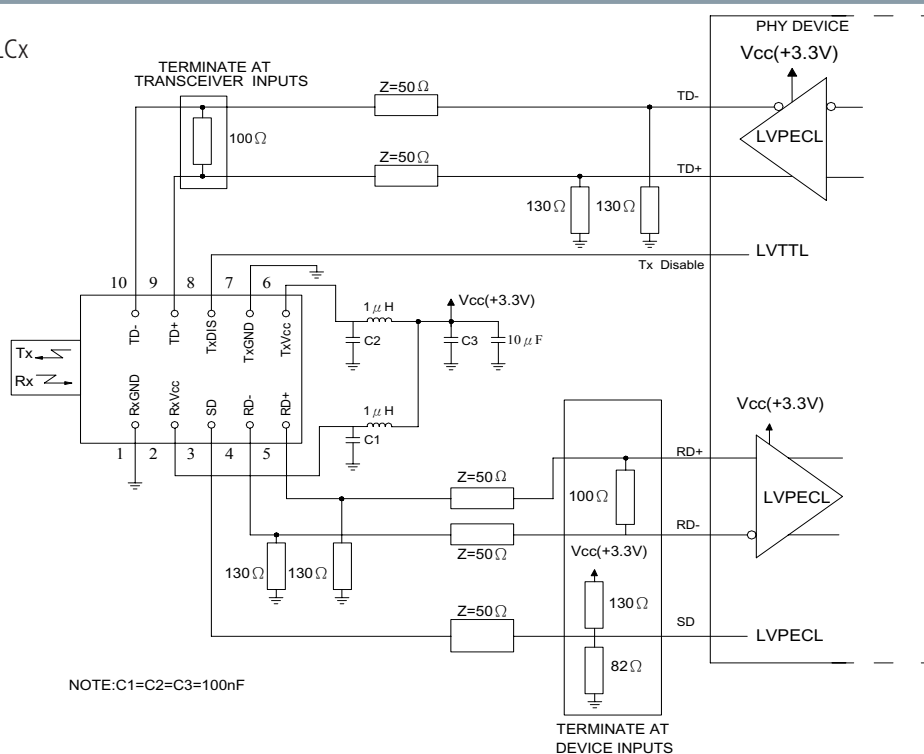 LCx
PHY DEVICE
Vcc(+3.3V)
TERMINATE AT
TRANSCEIVER INPUTS
Z=50Ω
TD-
LVPECL
100Ω
Z=50Ω
TD+
130Ω 130Ω
LVTTL
Tx Disable
10 9 8 7 6
1μH
Vcc(+3.3V)
TD- TD+ TxDIS TxGND TxVcc
C2 C3 10μF
Tx
Rx
RxGND RxVcc SD RD- RD+
1μH
C1
1 2 3 4 5
Vcc(+3.3V)
RD+
Z=50Ω
100Ω
LVPECL
RD-
Z=50Ω
Vcc(+3.3V)
130Ω 130Ω
130Ω
Z=50Ω
SD
LVPECL
82Ω
NOTE:C1=C2=C3=100nF
TERMINATE AT
DEVICE INPUTS